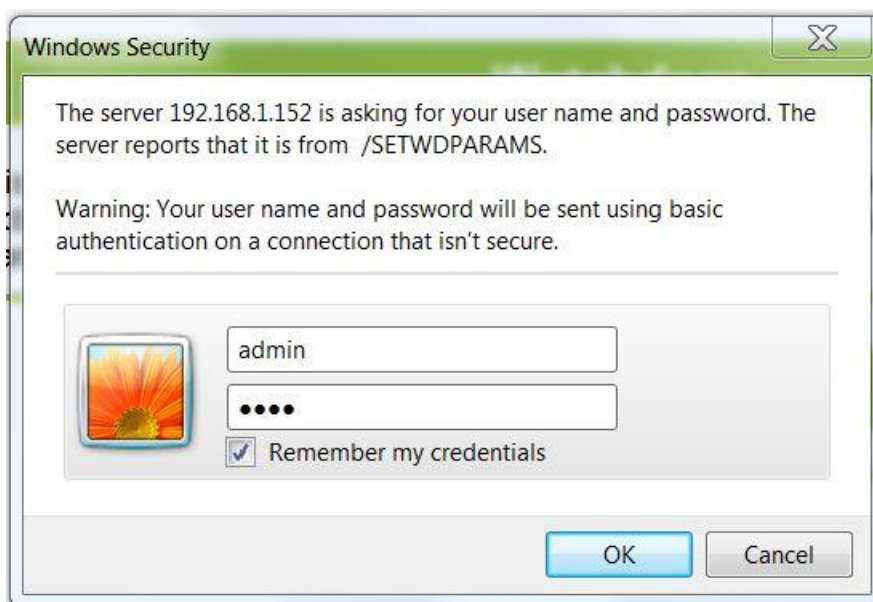 Windows Security
The server 192.168.1.152 is asking for your user name and password. The
server reports that it is from /SETWDPARAMS.
Warning: Your user name and password will be sent using basic
authentication on a connection that isn't secure.
admin
••••
Remember my credentials
OK
Cancel